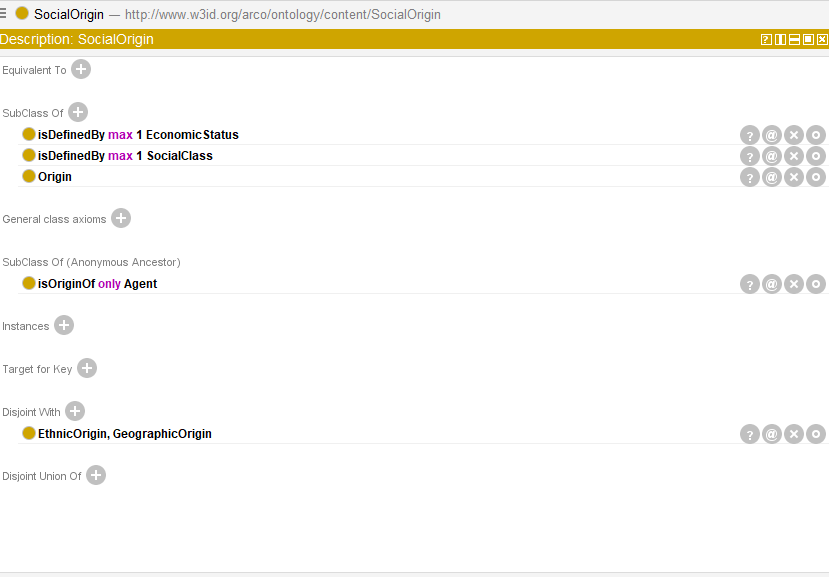 SocialOrigin — http://www.w3id.org/arco/ontology/content/SocialOrigin
Description: SocialOrigin
Equivalent To
SubClass Of
isDefinedBy max 1 EconomicStatus
isDefinedBy max 1 SocialClass
Origin
General class axioms
SubClass Of (Anonymous Ancestor)
isOriginOf only Agent
Instances
Target for Key
Disjoint With
EthnicOrigin, GeographicOrigin
Disjoint Union Of